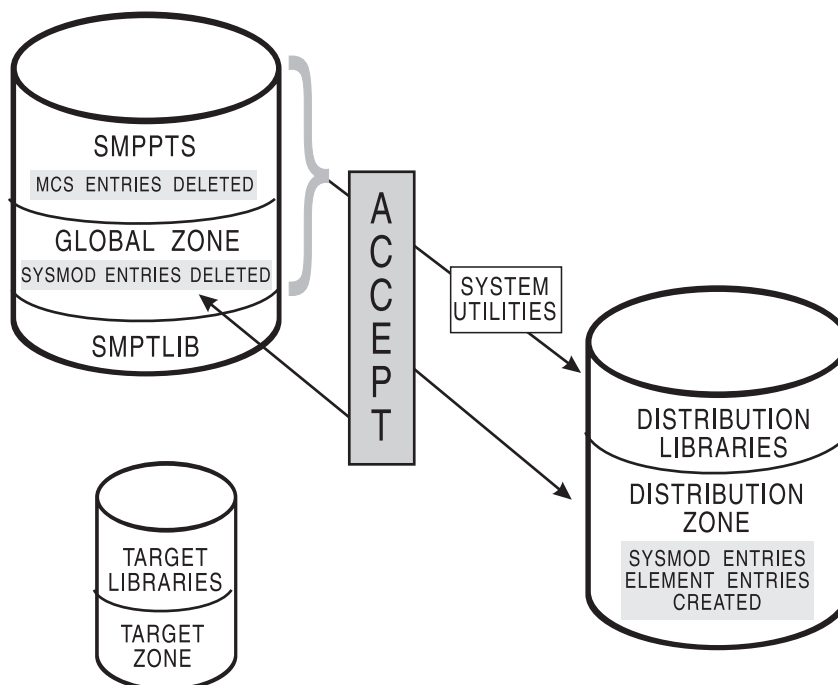 SMPPTS
MCS ENTRIES DELETED
GLOBAL ZONE
SYSMOD ENTRIES DELETED
SMPTLIB
ACCEPT
SYSTEM
UTILITIES
DISTRIBUTION
LIBRARIES
DISTRIBUTION
ZONE
SYSMOD ENTRIES
ELEMENT ENTRIES
CREATED
TARGET
LIBRARIES
TARGET
ZONE